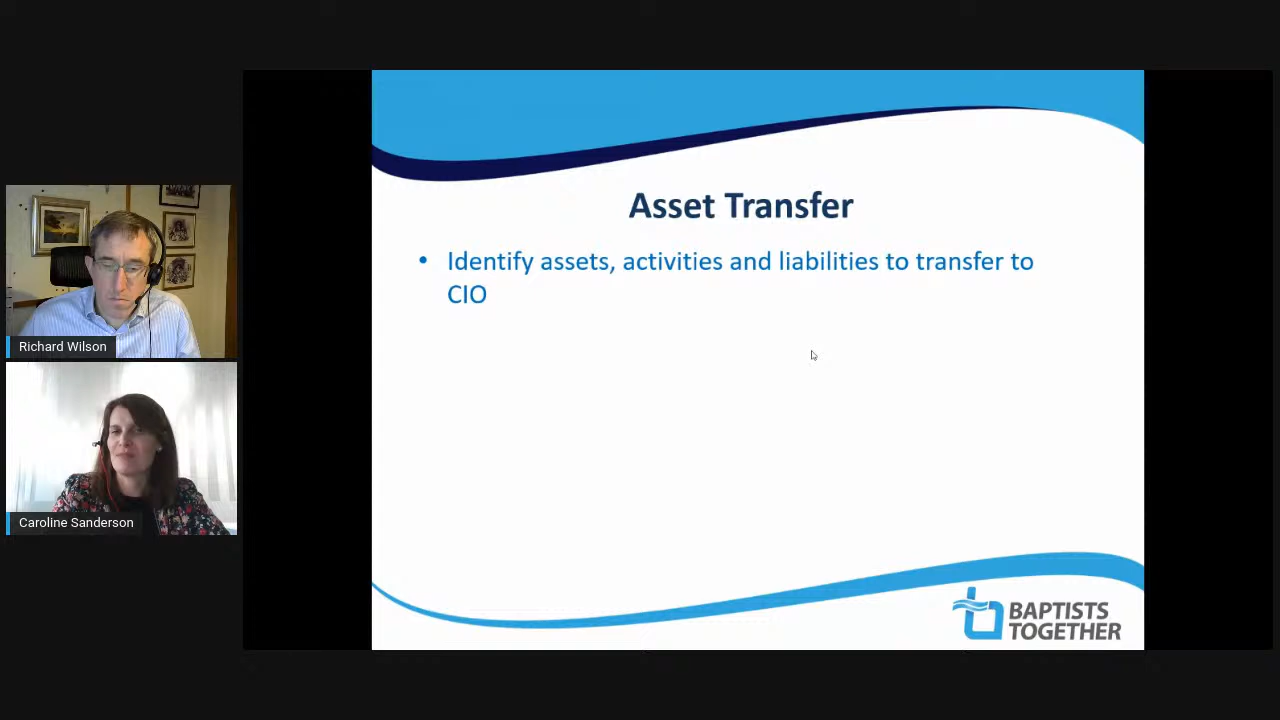 Asset Transfer
• Identify assets, activities and liabilities to transfer to
CIO
Richard Wilson
Caroline Sanderson
BAPTISTS
TOGETHER